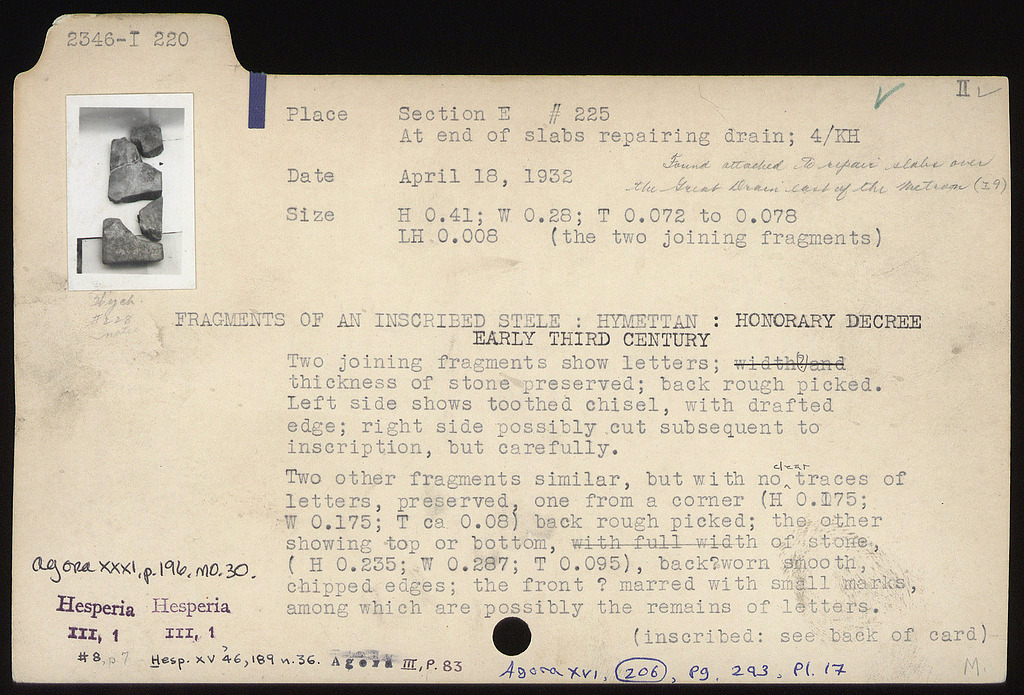 2346-I 220
II
Place Section E # 225
At end of slabs repairing drain; 4/KH
Found attached to repair slabs over
the Great Drain east of the Metroon (I 9)
Date April 18, 1932
Size H 0.41; W 0.28; T 0.072 to 0.078
LH 0.008 (the two joining fragments)
FRAGMENTS OF AN INSCRIBED STELE : HYMETTAN : HONORARY DECREE
EARLY THIRD CENTURY
Two joining fragments show letters; width(?)and
thickness of stone preserved; back rough picked.
Left side shows toothed chisel, with drafted
edge; right side possibly cut subsequent to
inscription, but carefully.
Two other fragments similar, but with no clear traces of
letters, preserved, one from a corner (H 0.175;
W 0.175; T ca 0.08) back rough picked; the other
showing top or bottom, with full width of stone,
( H 0.235; W 0.287; T 0.095), back?worn smooth,
chipped edges; the front ? marred with small marks,
among which are possibly the remains of letters.
(inscribed: see back of card)
Agora XXXI, p.196, no.30.
Hesperia Hesperia
III, 1 III, 1
#8, p 7 Hesp. XV '46, 189 n.36. Agora III, P. 83
Agora XVI, 206, pg. 293, Pl. 17
M.